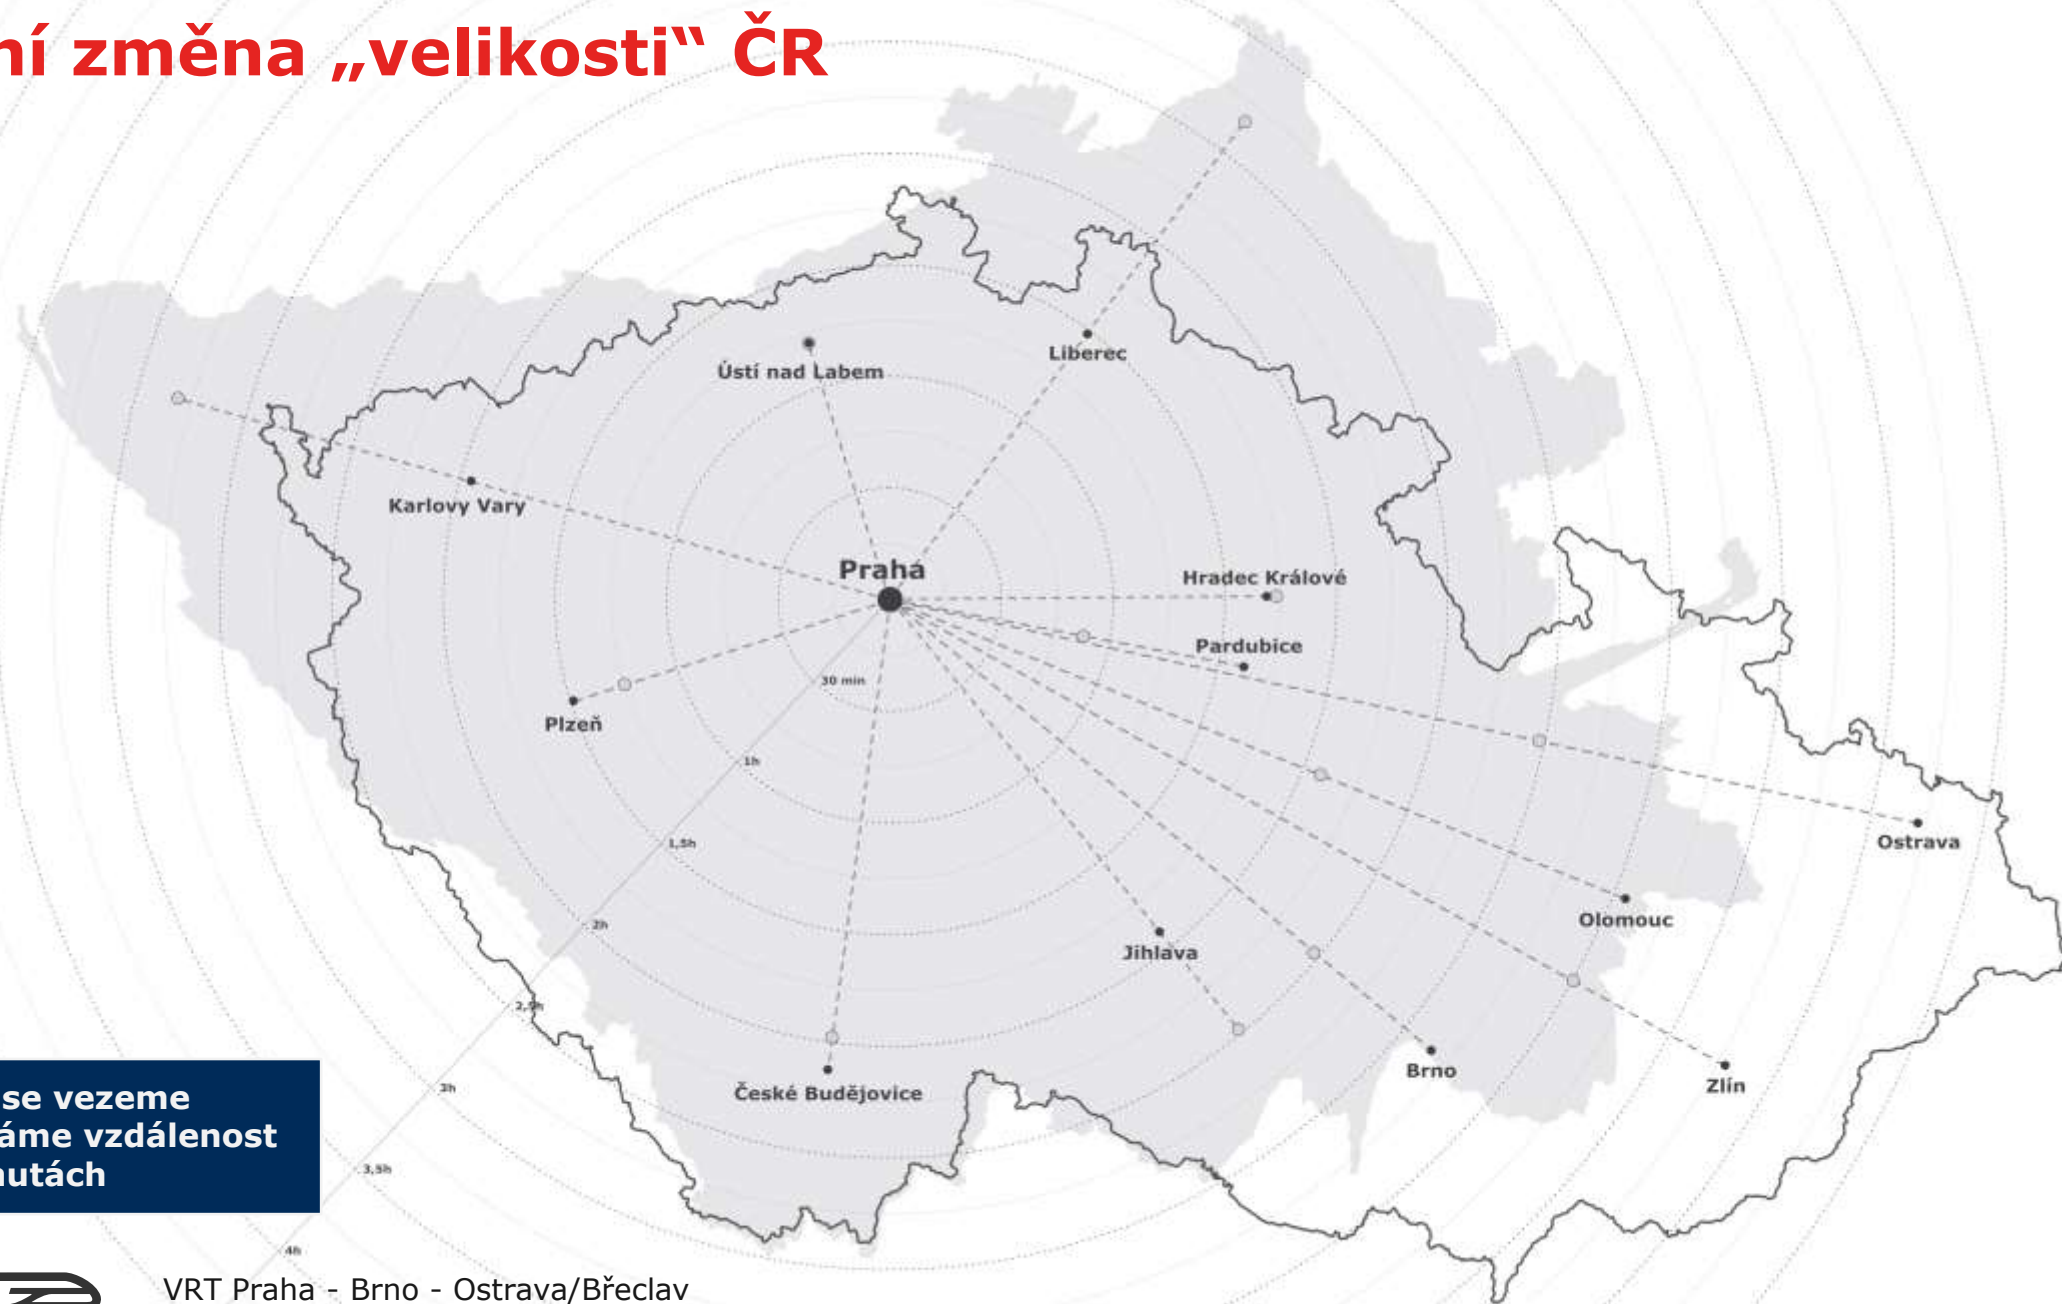 ní změna „velikosti“ ČR
Liberec
Ústí nad Labem
Karlovy Vary
Praha
Hradec Králové
Pardubice
30 min
Plzeň
1h
1,5h
Ostrava
Olomouc
2h
Jihlava
2,5h
Brno
Zlín
České Budějovice
3h
se vezeme
áme vzdálenost
utách
3,5h
4h
VRT Praha - Brno - Ostrava/Břeclav